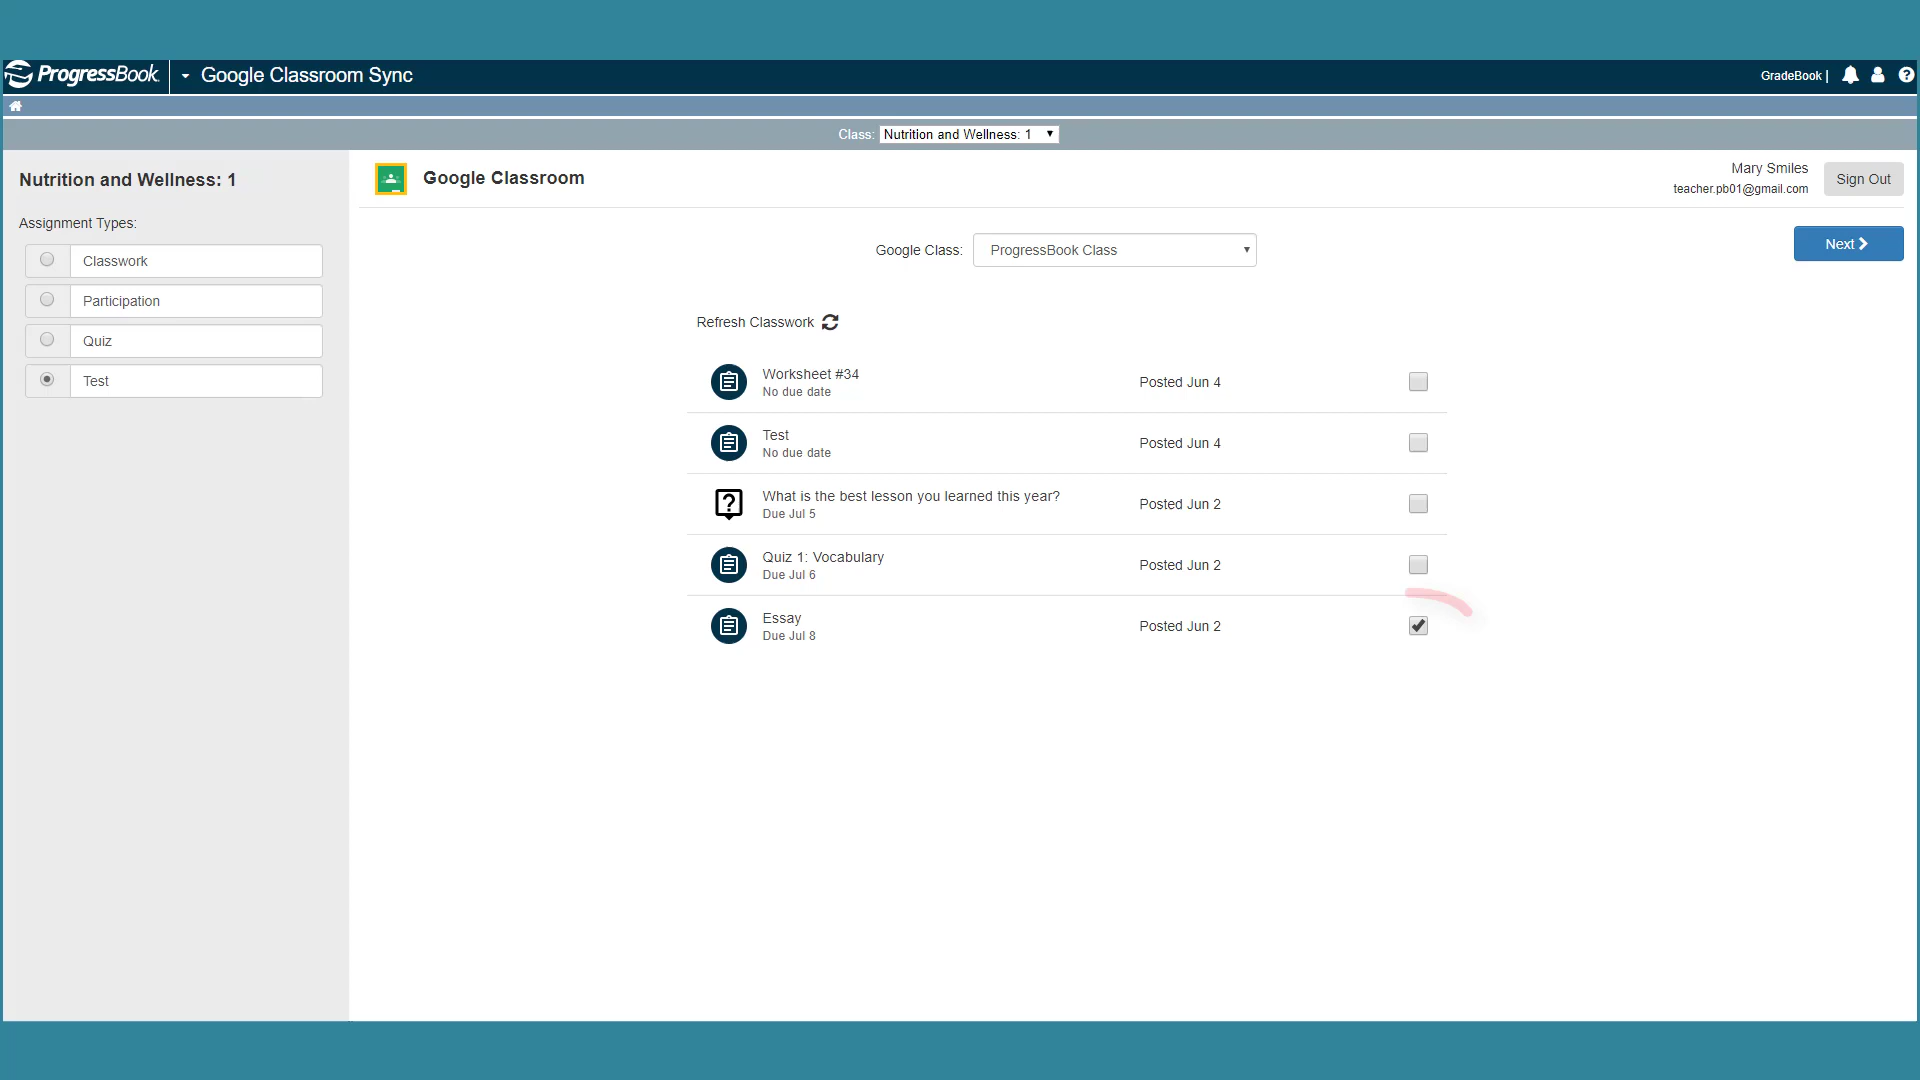 ProgressBook Google Classroom Sync
GradeBook |
Class: Nutrition and Wellness: 1
Nutrition and Wellness: 1
Assignment Types:
Classwork
Participation
Quiz
Test
Google Classroom
Mary Smiles
teacher.pb01@gmail.com
Sign Out
Google Class: ProgressBook Class
Next
Refresh Classwork
Worksheet #34
No due date
Posted Jun 4
Test
No due date
Posted Jun 4
What is the best lesson you learned this year?
Due Jul 5
Posted Jun 2
Quiz 1: Vocabulary
Due Jul 6
Posted Jun 2
Essay
Due Jul 8
Posted Jun 2